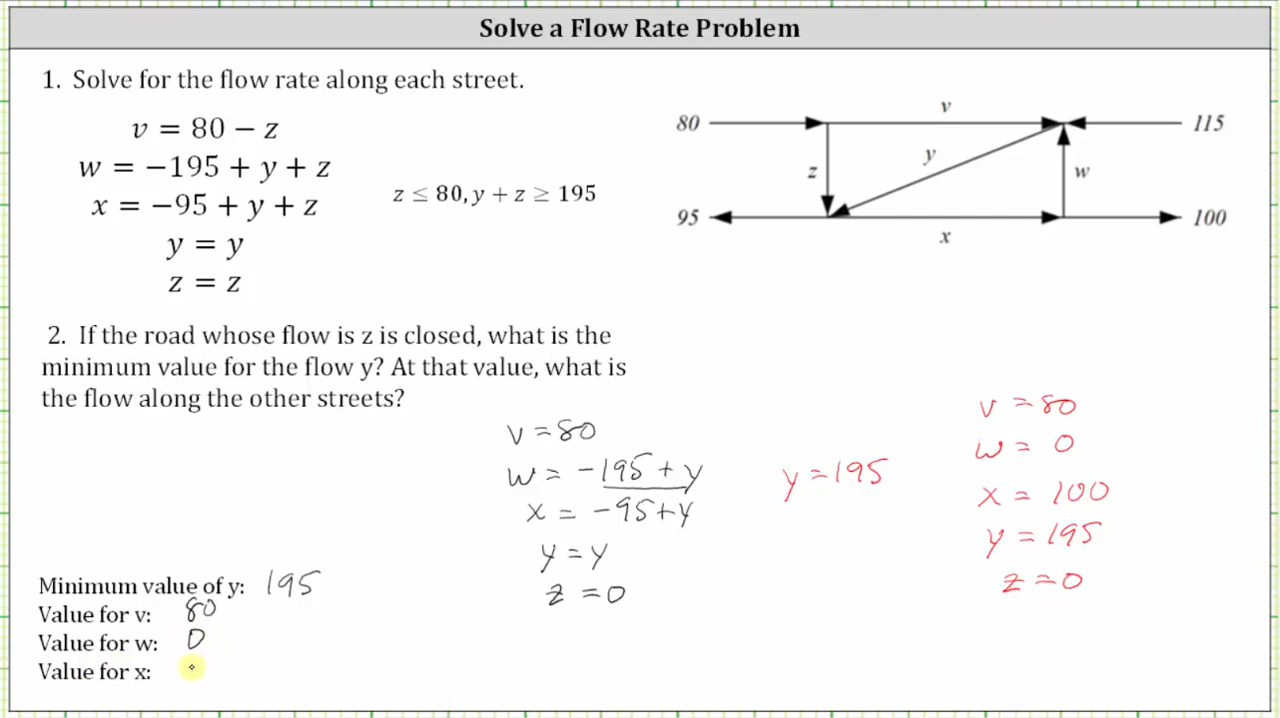 Solve a Flow Rate Problem
1. Solve for the flow rate along each street.
v = 80 − z
w = −195 + y + z
x = −95 + y + z
y = y
z = z
z ≤ 80, y + z ≥ 195
v
80
115
y
z
w
95
100
x
2. If the road whose flow is z is closed, what is the
minimum value for the flow y? At that value, what is
the flow along the other streets?
v = 80
w = −195 + y
x = −95 + y
y = y
z = 0
y = 195
v = 80
w = 0
x = 100
y = 195
z = 0
Minimum value of y: 195
Value for v: 80
Value for w: 0
Value for x: